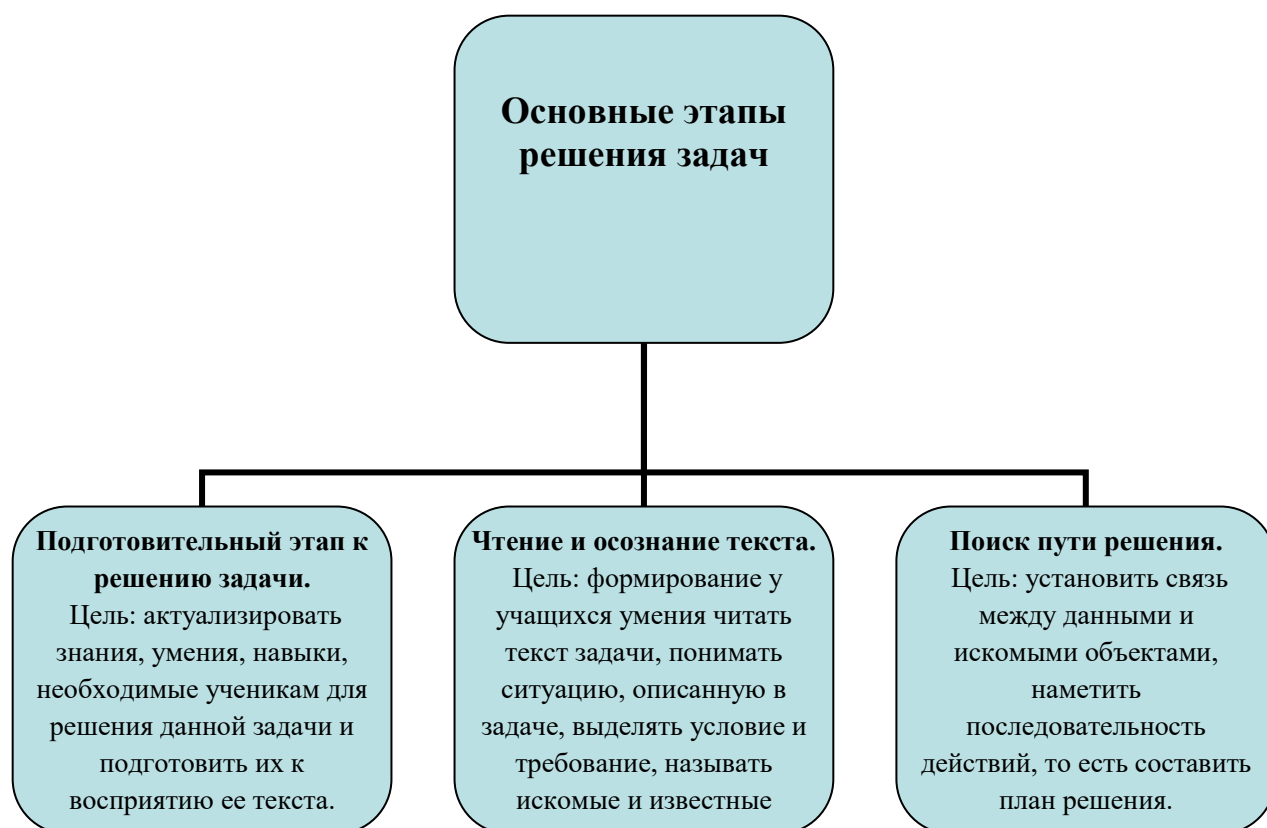 Основные этапы
решения задач
Подготовительный этап к
решению задачи.
Цель: актуализировать
знания, умения, навыки,
необходимые ученикам для
решения данной задачи и
подготовить их к
восприятию ее текста.
Чтение и осознание текста.
Цель: формирование у
учащихся умения читать
текст задачи, понимать
ситуацию, описанную в
задаче, выделять условие и
требование, называть
искомые и известные
Поиск пути решения.
Цель: установить связь
между данными и
искомыми объектами,
наметить
последовательность
действий, то есть составить
план решения.